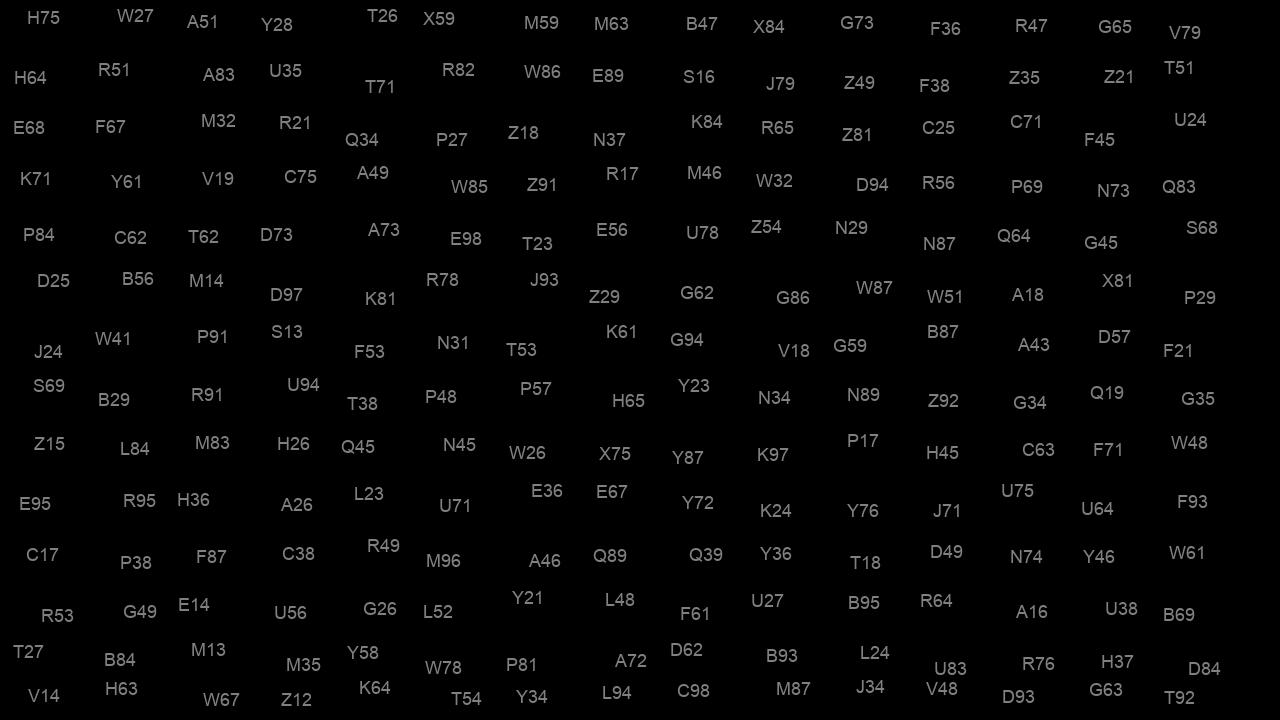 H75 W27 A51 Y28 T26 X59 M59 M63 B47 X84 G73 F36 R47 G65 V79
H64 R51 A83 U35 T71 R82 W86 E89 S16 J79 Z49 F38 Z35 Z21 T51
E68 F67 M32 R21 Q34 P27 Z18 N37 K84 R65 Z81 C25 C71 F45 U24
K71 Y61 V19 C75 A49 W85 Z91 R17 M46 W32 D94 R56 P69 N73 Q83
P84 C62 T62 D73 A73 E98 T23 E56 U78 Z54 N29 N87 Q64 G45 S68
D25 B56 M14 D97 K81 R78 J93 Z29 G62 G86 W87 W51 A18 X81 P29
J24 W41 P91 S13 F53 N31 T53 K61 G94 V18 G59 B87 A43 D57 F21
S69 B29 R91 U94 T38 P48 P57 H65 Y23 N34 N89 Z92 G34 Q19 G35
Z15 L84 M83 H26 Q45 N45 W26 X75 Y87 K97 P17 H45 C63 F71 W48
E95 R95 H36 A26 L23 U71 E36 E67 Y72 K24 Y76 J71 U75 U64 F93
C17 P38 F87 C38 R49 M96 A46 Q89 Q39 Y36 T18 D49 N74 Y46 W61
R53 G49 E14 U56 G26 L52 Y21 L48 F61 U27 B95 R64 A16 U38 B69
T27 B84 M13 M35 Y58 W78 P81 A72 D62 B93 L24 U83 R76 H37 D84
V14 H63 W67 Z12 K64 T54 Y34 L94 C98 M87 J34 V48 D93 G63 T92